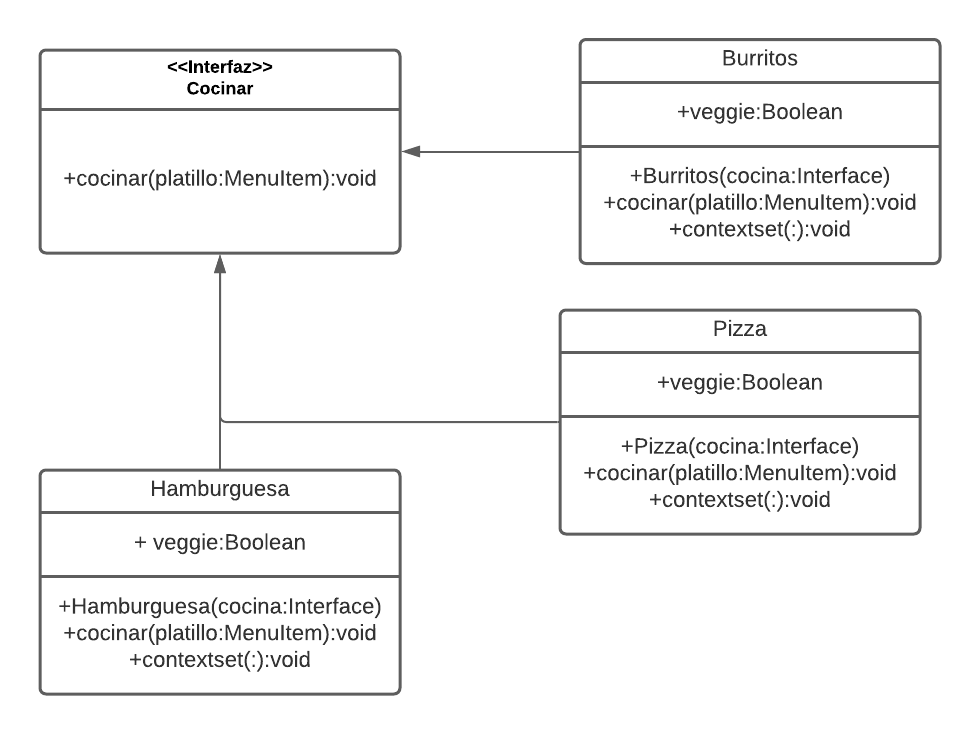 <<Interfaz>>
Cocinar
+cocinar(platillo:MenuItem):void
Burritos
+veggie:Boolean
+Burritos(cocina:Interface)
+cocinar(platillo:MenuItem):void
+contextset(:):void
Pizza
+veggie:Boolean
+Pizza(cocina:Interface)
+cocinar(platillo:MenuItem):void
+contextset(:):void
Hamburguesa
+ veggie:Boolean
+Hamburguesa(cocina:Interface)
+cocinar(platillo:MenuItem):void
+contextset(:):void